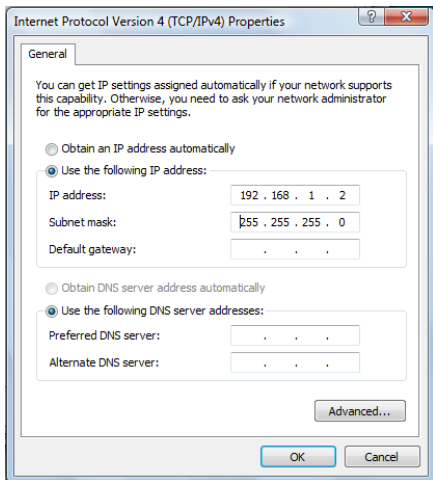 Internet Protocol Version 4 (TCP/IPv4) Properties
General
You can get IP settings assigned automatically if your network supports
this capability. Otherwise, you need to ask your network administrator
for the appropriate IP settings.
Obtain an IP address automatically
Use the following IP address:
IP address: 192 . 168 . 1 . 2
Subnet mask: 255 . 255 . 255 . 0
Default gateway: . . .
Obtain DNS server address automatically
Use the following DNS server addresses:
Preferred DNS server: . . .
Alternate DNS server: . . .
Advanced...
OK Cancel